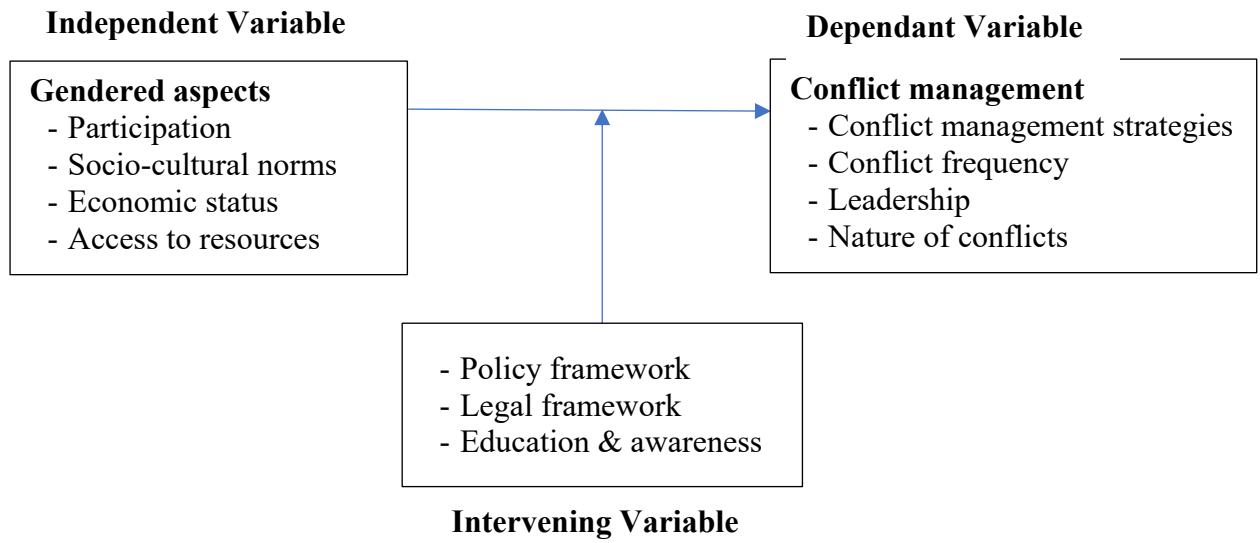 Independent Variable
Gendered aspects
- Participation
- Socio-cultural norms
- Economic status
- Access to resources
Dependant Variable
Conflict management
- Conflict management strategies
- Conflict frequency
- Leadership
- Nature of conflicts
- Policy framework
- Legal framework
- Education & awareness
Intervening Variable